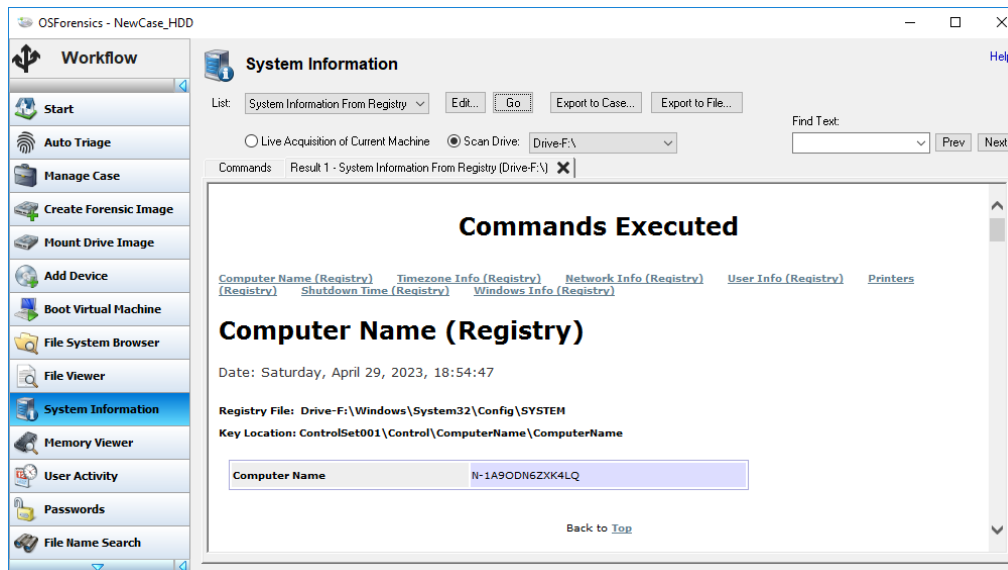 OSForensics - NewCase_HDD
Workflow
Start
Auto Triage
Manage Case
Create Forensic Image
Mount Drive Image
Add Device
Boot Virtual Machine
File System Browser
File Viewer
System Information
Memory Viewer
User Activity
Passwords
File Name Search
System Information
Help
List: System Information From Registry Edit... Go Export to Case... Export to File...
Live Acquisition of Current Machine Scan Drive: Drive-F:\
Find Text:
Prev Next
Commands Result 1 - System Information From Registry (Drive-F:\)
Commands Executed
Computer Name (Registry) Timezone Info (Registry) Network Info (Registry) User Info (Registry) Printers
(Registry) Shutdown Time (Registry) Windows Info (Registry)
Computer Name (Registry)
Date: Saturday, April 29, 2023, 18:54:47
Registry File: Drive-F:\Windows\System32\Config\SYSTEM
Key Location: ControlSet001\Control\ComputerName\ComputerName
Computer Name N-1A9ODN6ZXK4LQ
Back to Top